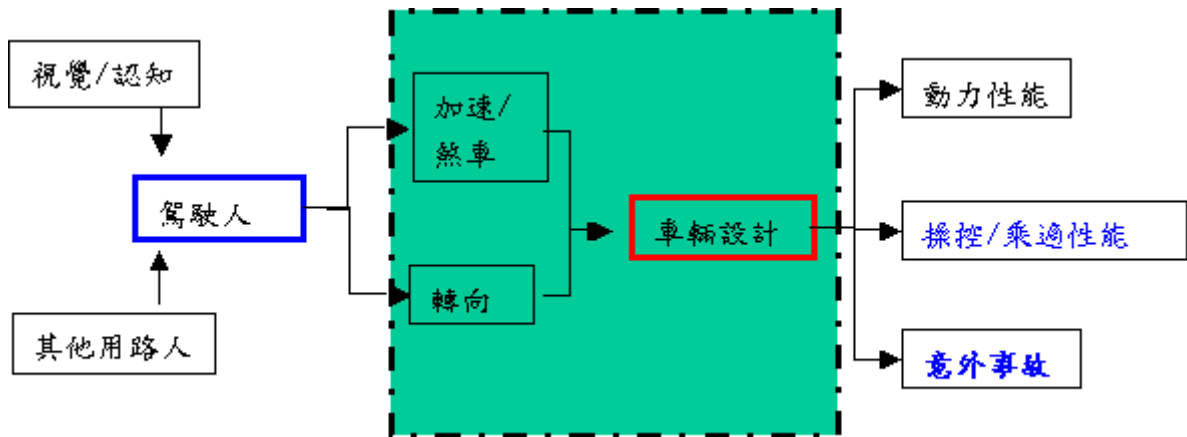 視覺/認知
駕駛人
其他用路人
加速/
煞車
轉向
車輛設計
動力性能
操控/乘適性能
意外事故